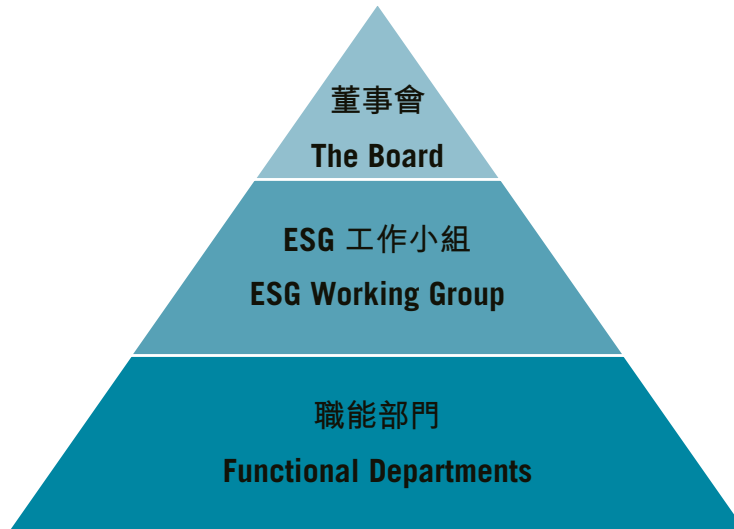 董事會
The Board
ESG 工作小組
ESG Working Group
職能部門
Functional Departments